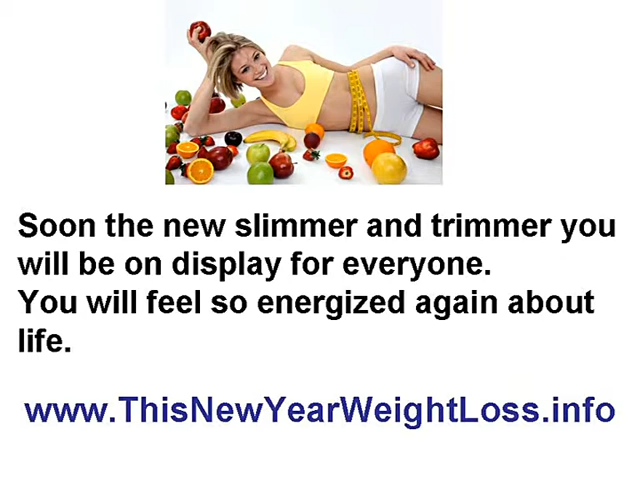 Soon the new slimmer and trimmer you
will be on display for everyone.
You will feel so energized again about
life.
www.ThisNewYearWeightLoss.info